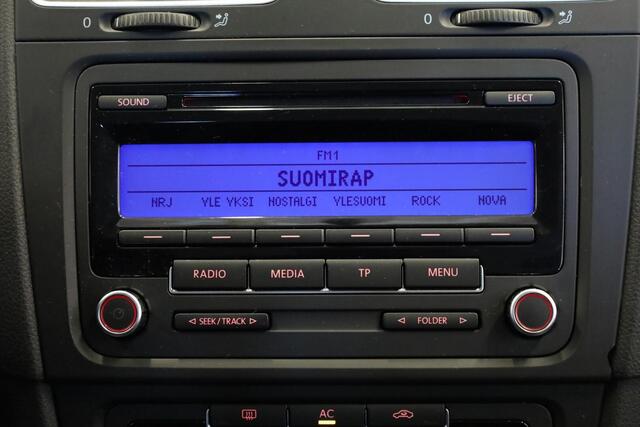 0 0
SOUND EJECT
FM1
SUOMIRAP
NRJ YLE YKSI NOSTALGI YLESUOMI ROCK NOVA
RADIO MEDIA TP MENU
SEEK/TRACK FOLDER
AC